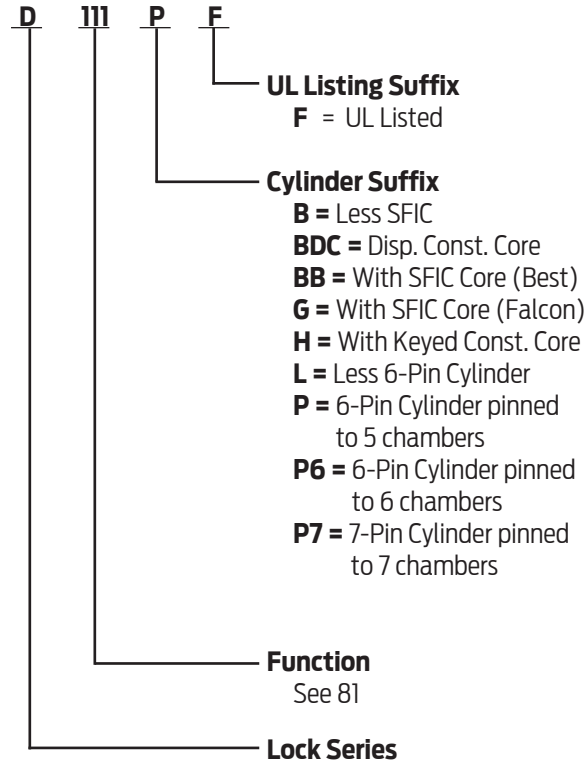 D 111 P F
UL Listing Suffix
F = UL Listed
Cylinder Suffix
B = Less SFIC
BDC = Disp. Const. Core
BB = With SFIC Core (Best)
G = With SFIC Core (Falcon)
H = With Keyed Const. Core
L = Less 6-Pin Cylinder
P = 6-Pin Cylinder pinned
to 5 chambers
P6 = 6-Pin Cylinder pinned
to 6 chambers
P7 = 7-Pin Cylinder pinned
to 7 chambers
Function
See 81
Lock Series